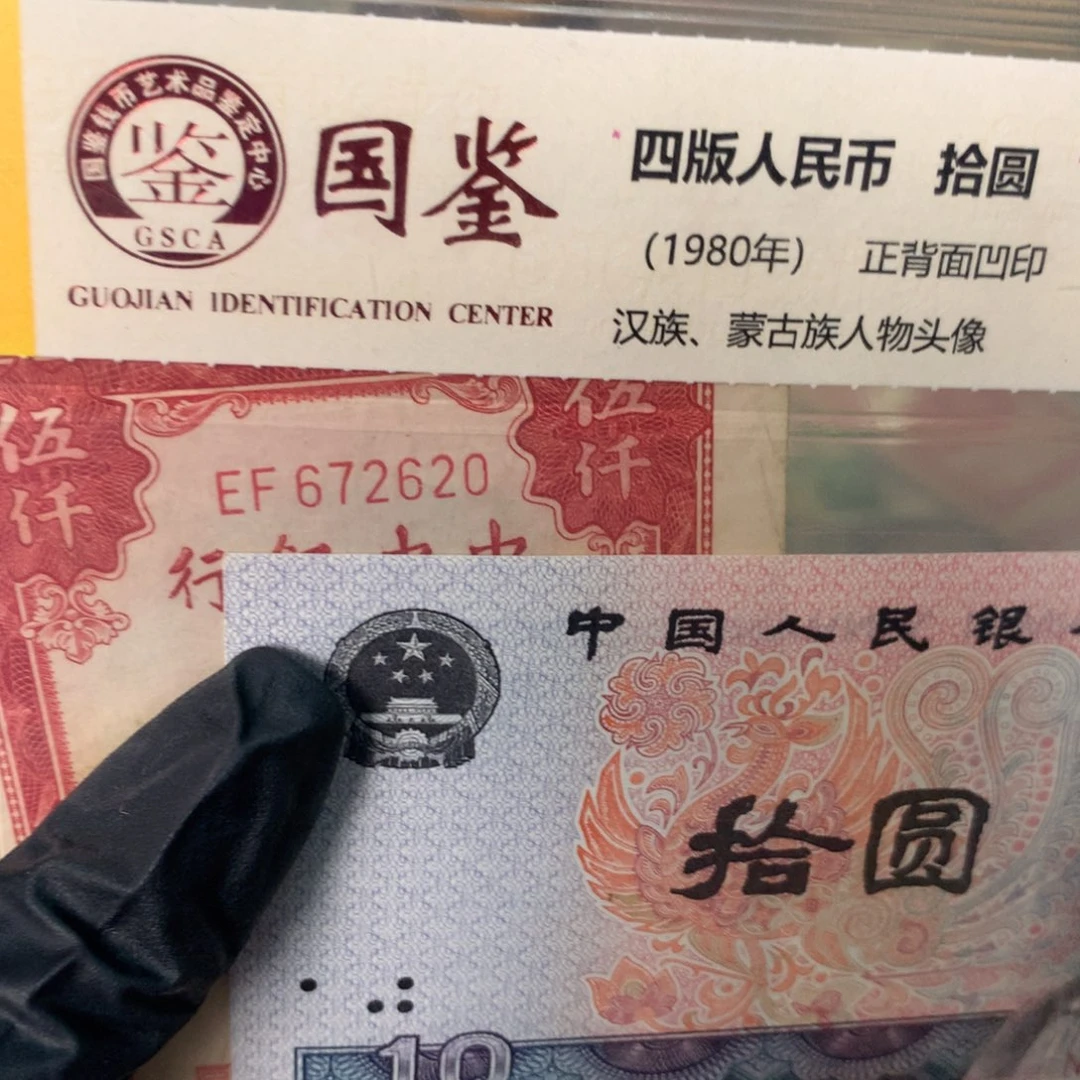 国鉴钱币艺术品鉴定中心
鉴
GSCA
国鉴
GUOJIAN IDENTIFICATION CENTER
四版人民币 拾圆
(1980年) 正背面凹印
汉族、蒙古族人物头像
伍仟
伍仟
EF 672620
行
中国人民银
拾圆
10